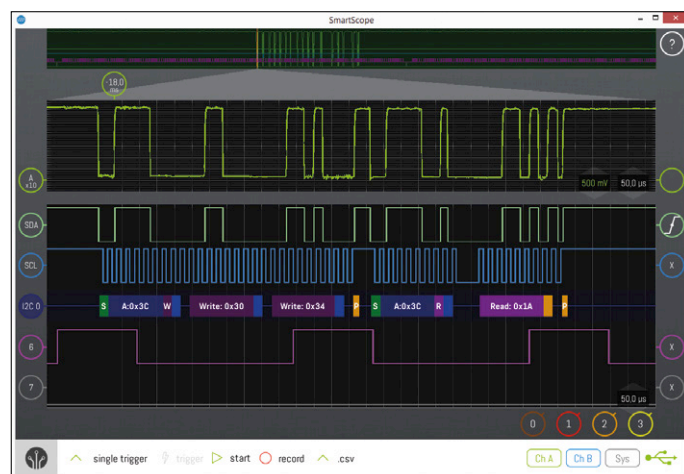 SmartScope
?
-18,0
ms
A
x10
500 mV
50,0 µs
SDA
SCL
X
I2C 0
S A:0x3C W Write: 0x30 Write: 0x34 P S A:0x3C R Read: 0x1A P
6
X
7
X
50,0 µs
0 1 2 3
single trigger trigger start record .csv Ch A Ch B Sys